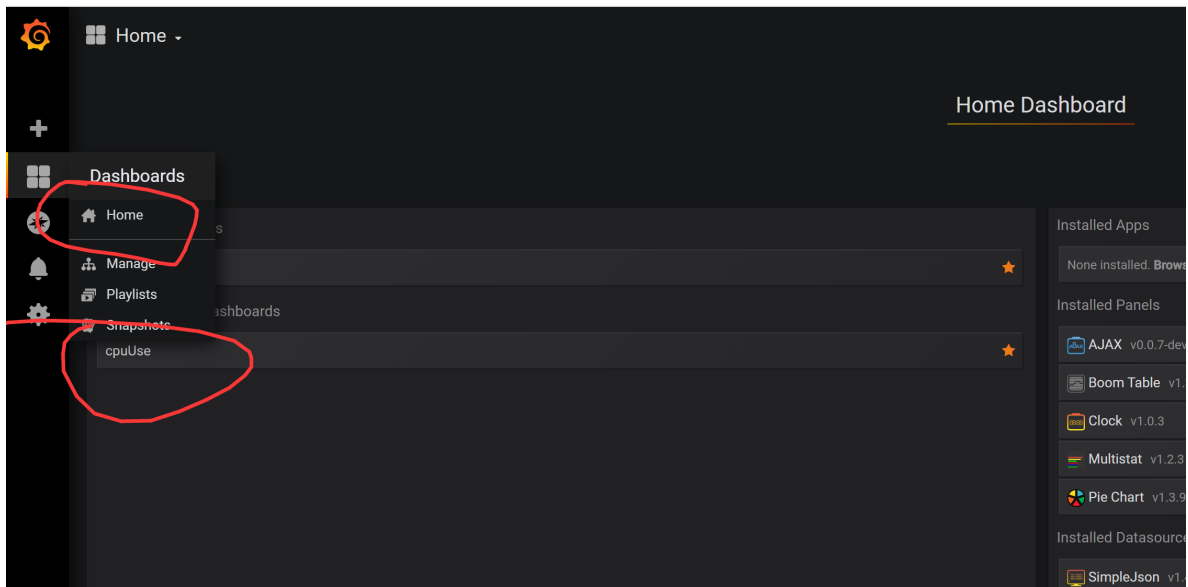 Home
Home Dashboard
Dashboards
Home
Manage
Playlists
Snapshots
s
ashboards
cpuUse
Installed Apps
None installed. Brows
Installed Panels
AJAX v0.0.7-dev
Boom Table v1.
Clock v1.0.3
Multistat v1.2.3
Pie Chart v1.3.9
Installed Datasource
SimpleJson v1.